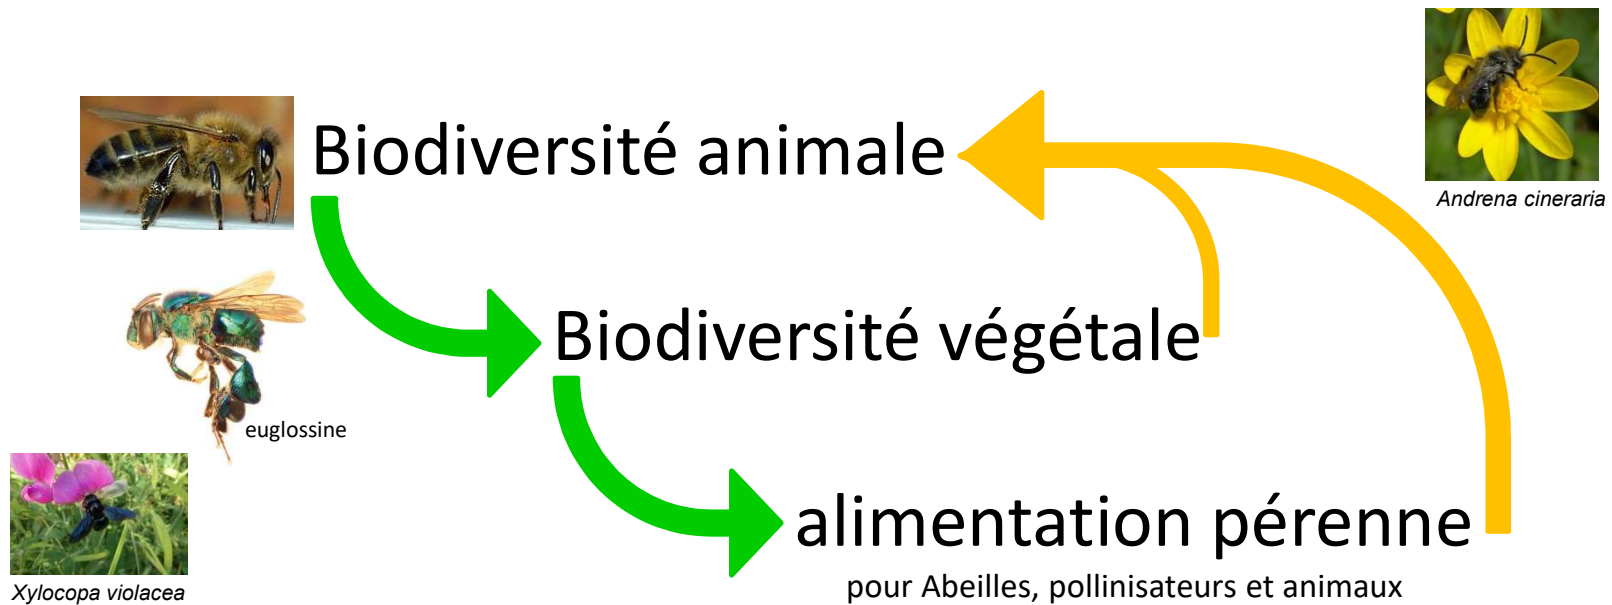 Biodiversité animale
Andrena cineraria
Biodiversité végétale
euglossine
alimentation pérenne
pour Abeilles, pollinisateurs et animaux
Xylocopa violacea